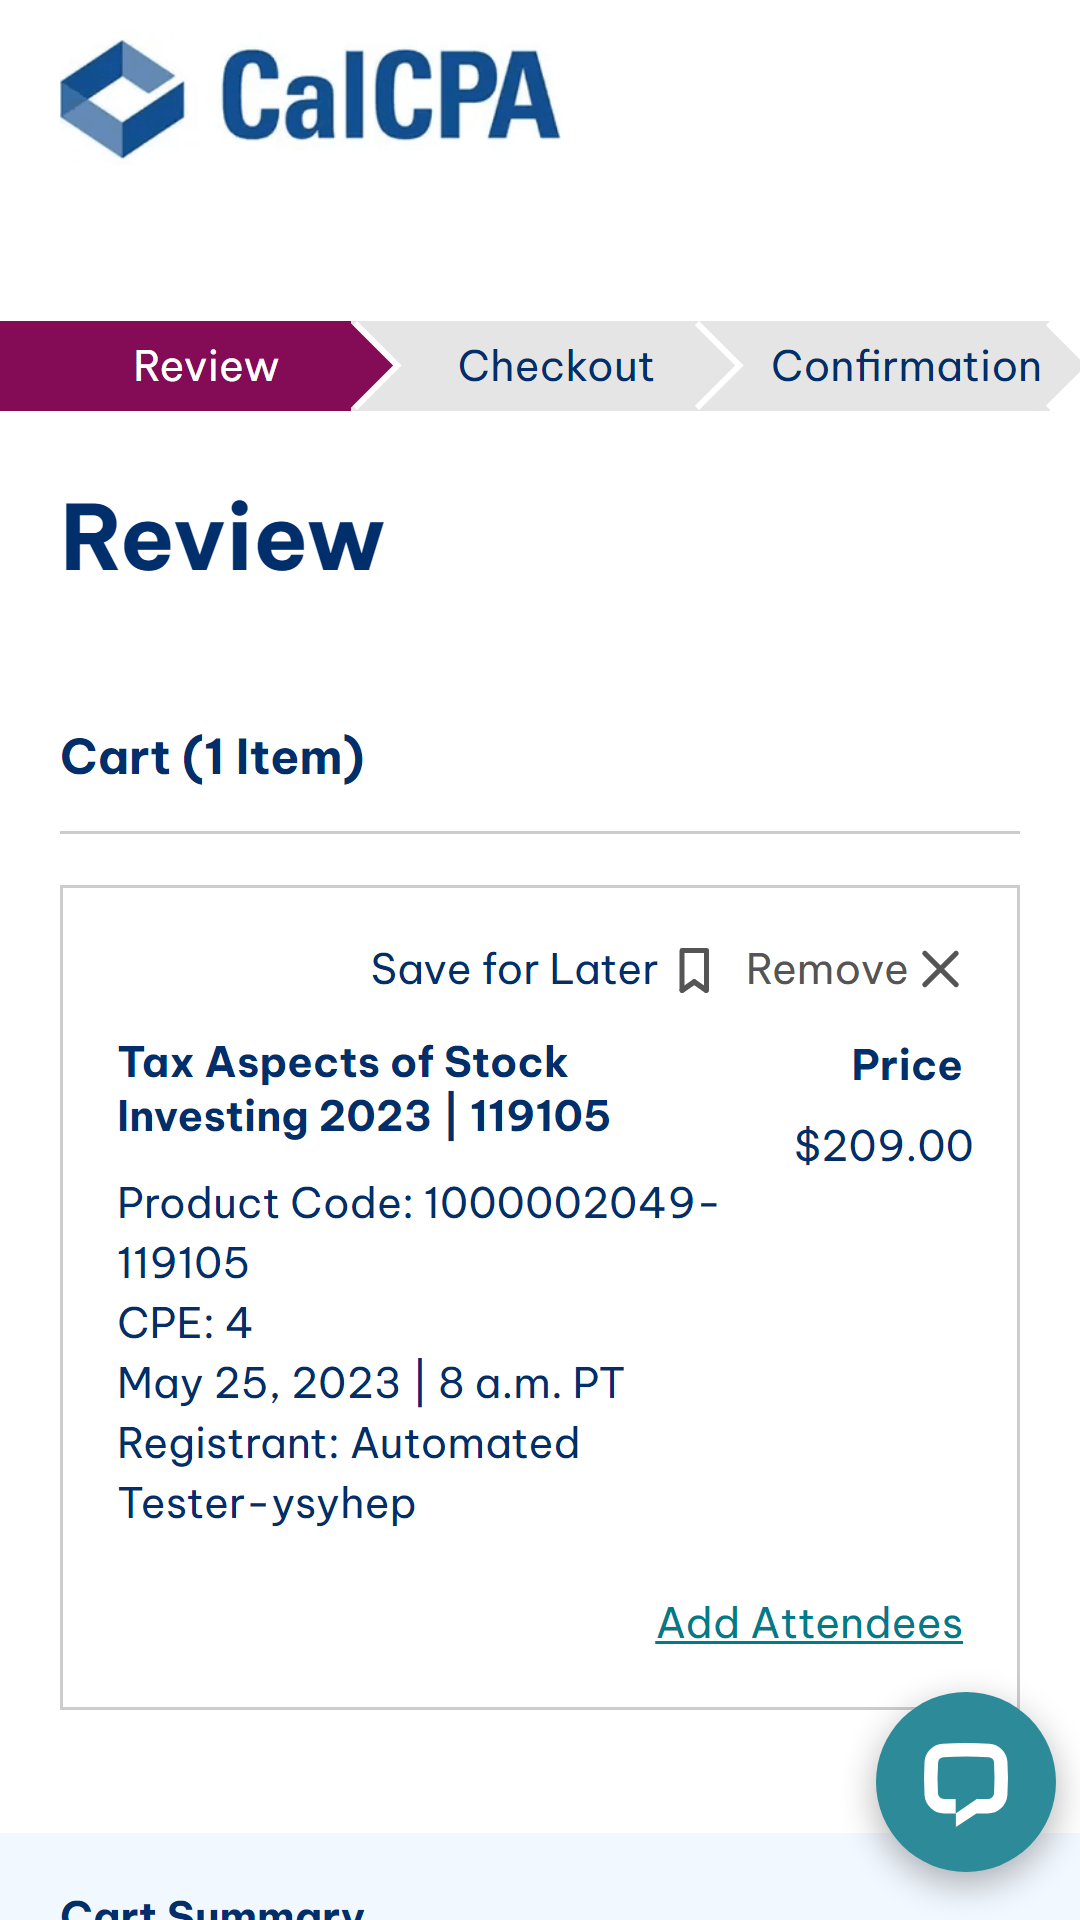 CalCPA
Review
Checkout
Confirmation
Review
Cart (1 Item)
Save for Later
Remove
Tax Aspects of Stock
Investing 2023 | 119105
Price
$209.00
Product Code: 1000002049-
119105
CPE: 4
May 25, 2023 | 8 a.m. PT
Registrant: Automated
Tester-ysyhep
Add Attendees
Cart Summary